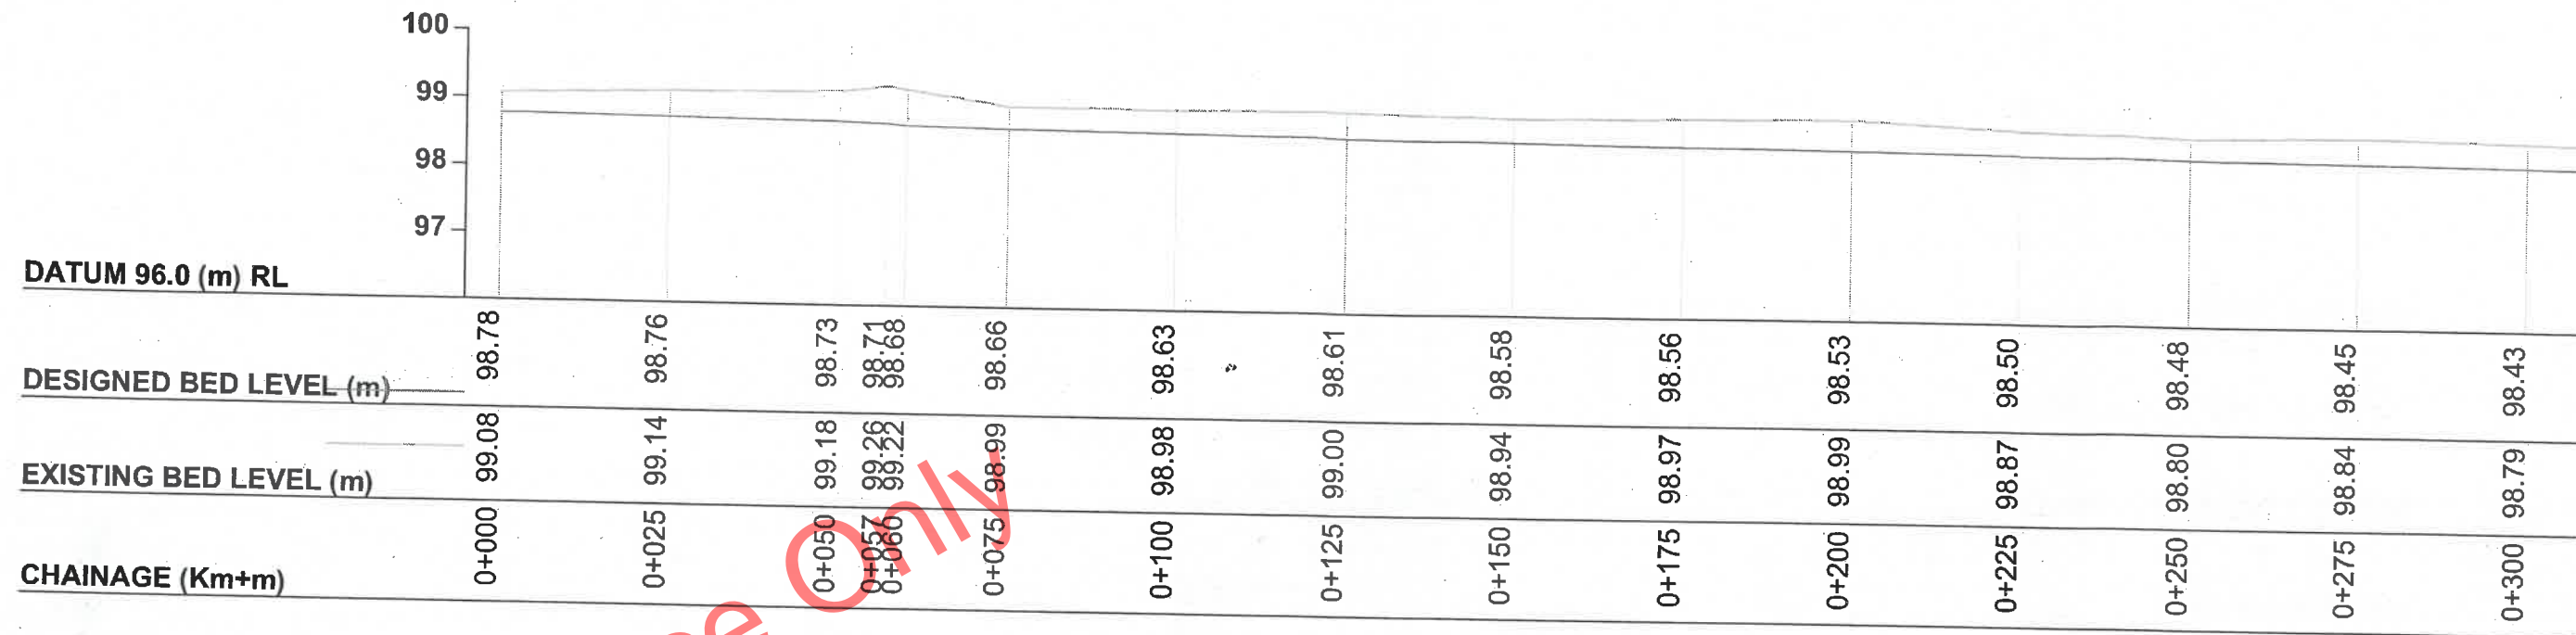 100
99
98
97
DATUM 96.0 (m) RL
DESIGNED BED LEVEL (m) 98.78 98.76 98.73 98.71 98.68 98.66 98.63 98.61 98.58 98.56 98.53 98.50 98.48 98.45 98.43
EXISTING BED LEVEL (m) 99.08 99.14 99.18 99.26 99.22 98.99 98.98 99.00 98.94 98.97 98.99 98.87 98.80 98.84 98.79
CHAINAGE (Km+m) 0+000 0+025 0+050 0+057 0+060 0+075 0+100 0+125 0+150 0+175 0+200 0+225 0+250 0+275 0+300
Only